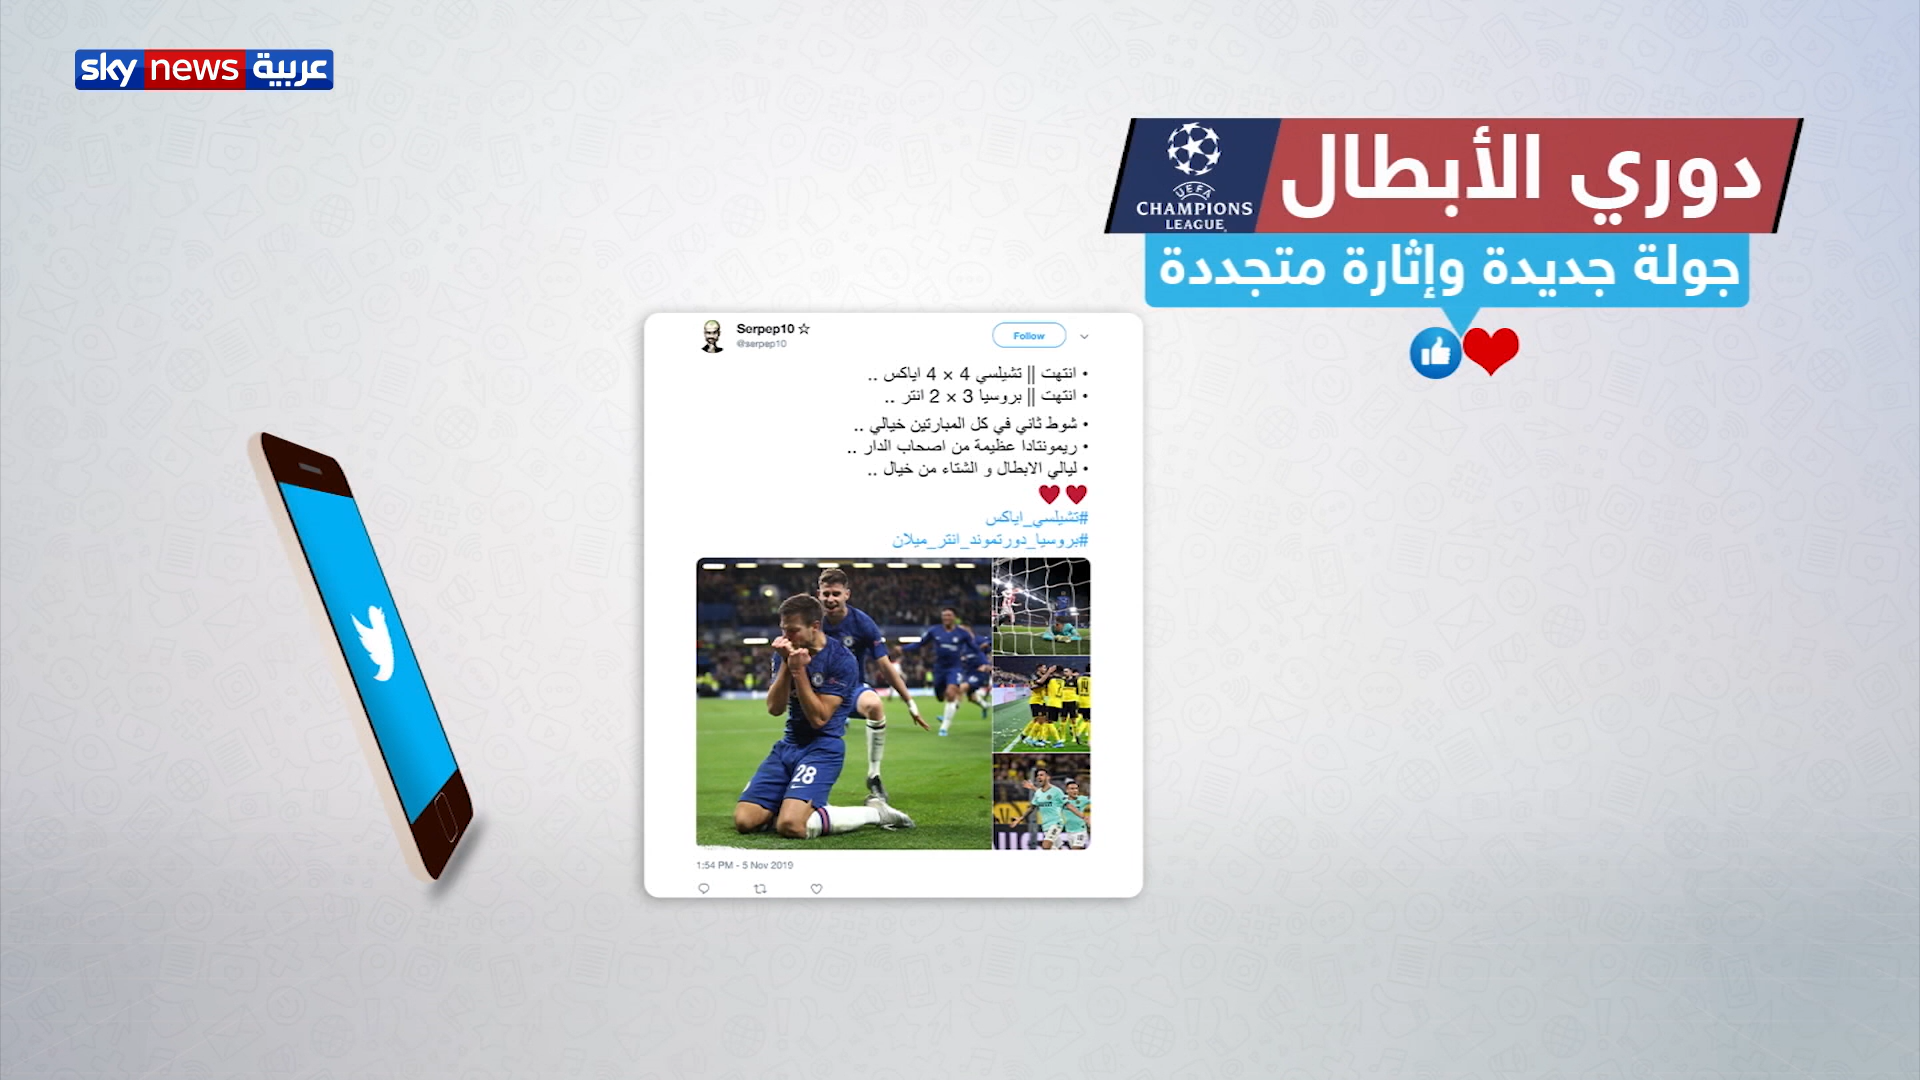 sky news عربية
دوري الأبطال
UEFA
CHAMPIONS
LEAGUE
جولة جديدة وإثارة متجددة
Serpep10 ☆
@serpep10
Follow
• انتهت || تشيلسي 4 × 4 اياكس ..
• انتهت || بروسيا 3 × 2 انتر ..
• شوط ثاني في كل المبارتين خيالي ..
• ريمونتادا عظيمة من اصحاب الدار ..
• ليالي الابطال و الشتاء من خيال ..
♥ ♥
#تشيلسي_اياكس
#بروسيا_دورتموند_انتر_ميلان
28
7
14
1:54 PM - 5 Nov 2019